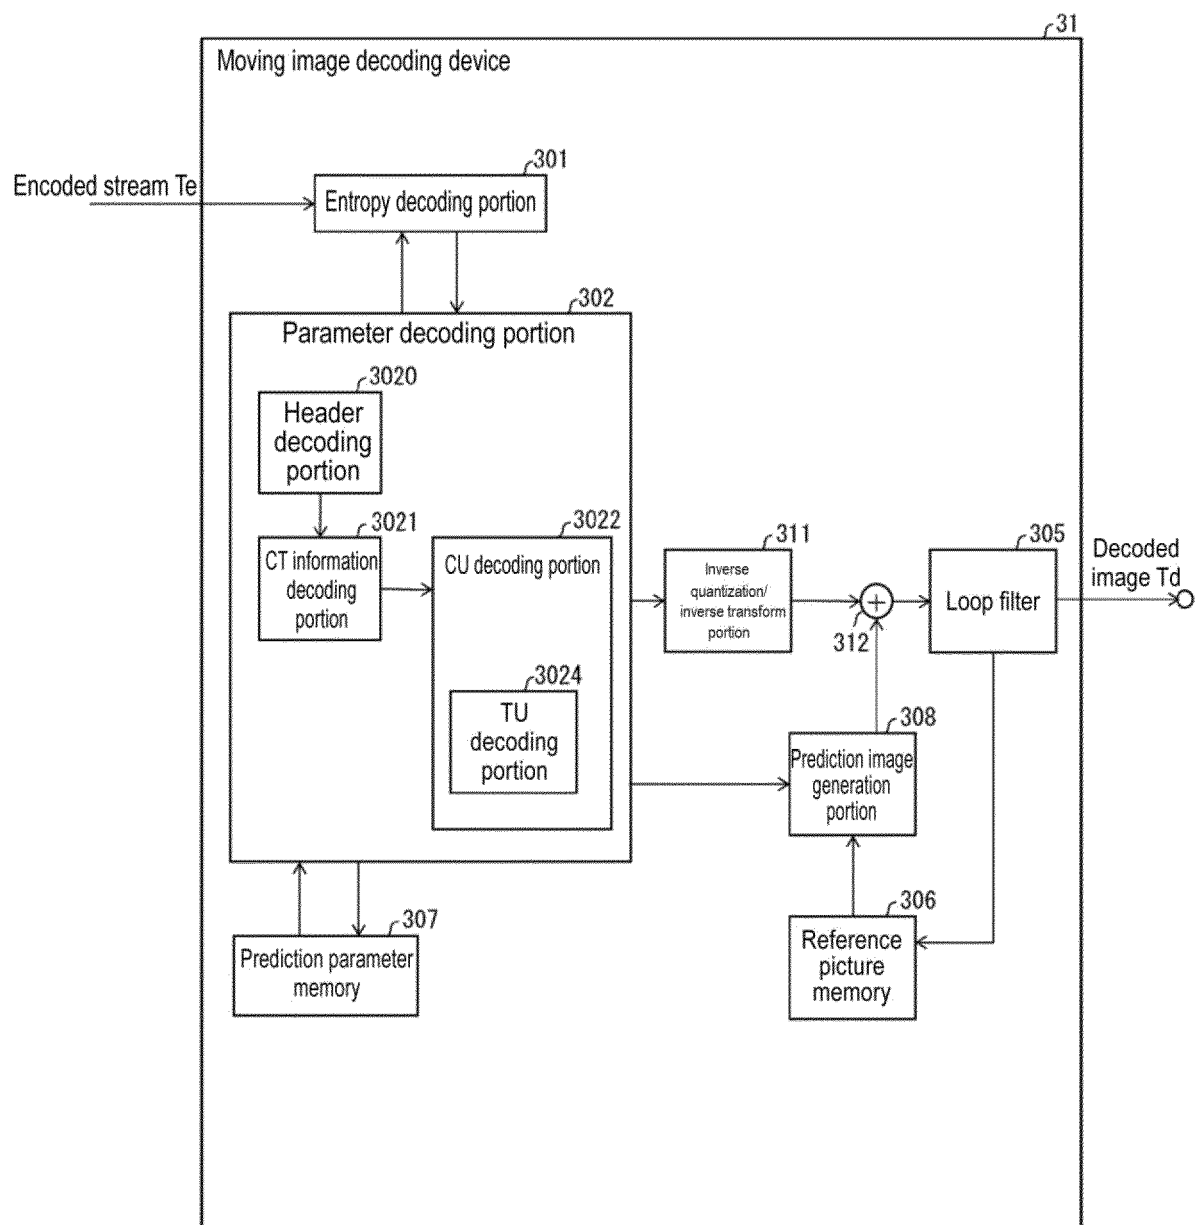 31
Moving image decoding device
301
Encoded stream Te
Entropy decoding portion
302
Parameter decoding portion
3020
Header
decoding
portion
3021
CT information
decoding
portion
3022
CU decoding portion
3024
TU
decoding
portion
311
Inverse
quantization/
inverse transform
portion
312
305
Loop filter
Decoded
image Td
308
Prediction image
generation
portion
306
Reference
picture
memory
307
Prediction parameter
memory